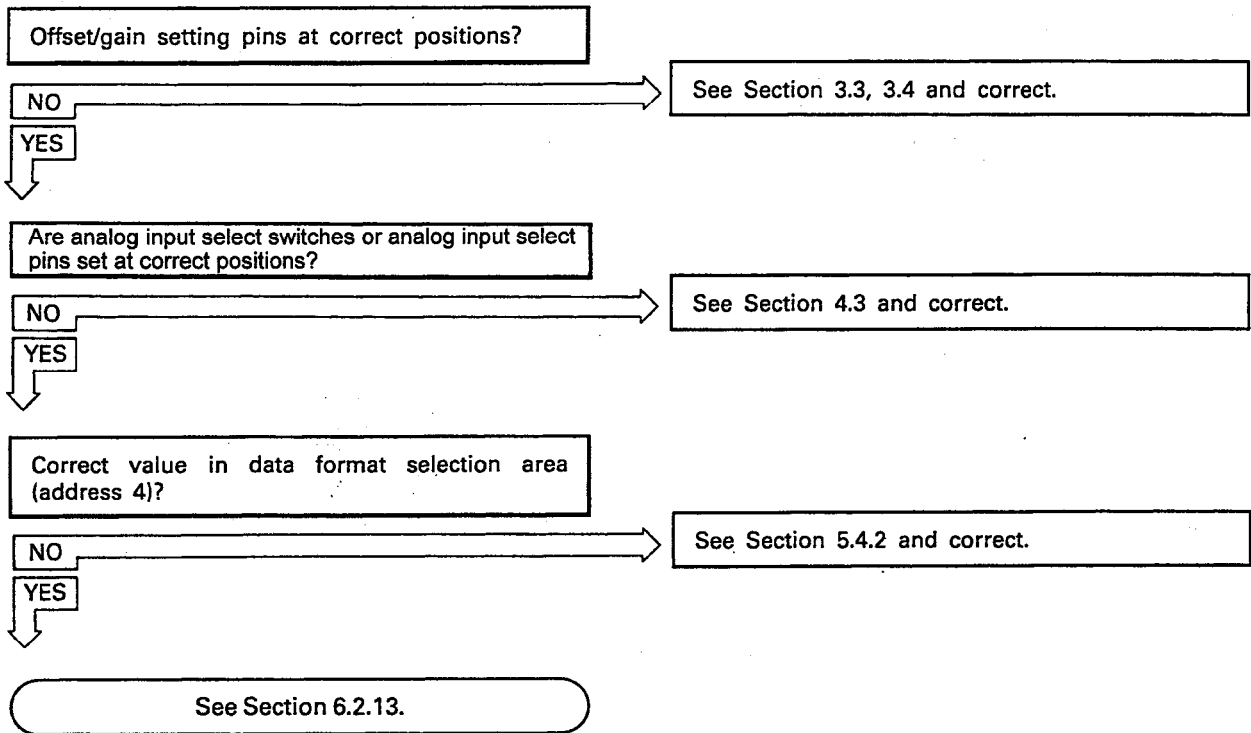 Offset/gain setting pins at correct positions?
NO
See Section 3.3, 3.4 and correct.
YES
Are analog input select switches or analog input select
pins set at correct positions?
NO
See Section 4.3 and correct.
YES
Correct value in data format selection area
(address 4)?
NO
See Section 5.4.2 and correct.
YES
See Section 6.2.13.